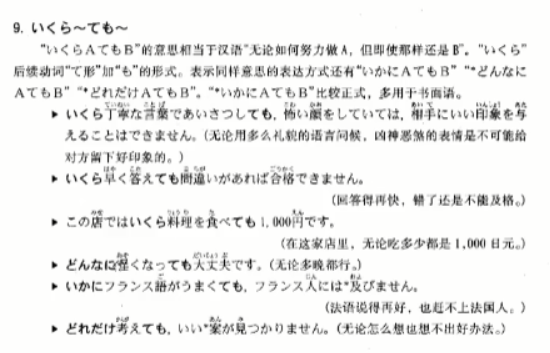 9. いくら～ても～
"いくらAてもB"的意思相当于汉语"无论如何努力做A，但即使那样还是B"。"いくら"
后续动词"て形"加"も"的形式。表示同样意思的表达方式还有"いかにAてもB" "*どんなに
AてもB" "*どれだけAてもB"。"*いかにAてもB"比较正式，多用于书面语。
▶ いくら丁寧な言葉であいさつしても、怖い顔をしていては、相手にいい印象を与
えることはできません。(无论用多么礼貌的语言问候，凶神恶煞的表情是不可能给
对方留下好印象的。)
▶ いくら早く答えても間違いがあれば合格できません。
(回答得再快，错了还是不能及格。)
▶ この店ではいくら料理を食べても1,000円です。
(在这家店里，无论吃多少都是1,000日元。)
▶ どんなに遅くなっても大丈夫です。(无论多晚都行。)
▶ いかにフランス語がうまくても，フランス人には*及びません。
(法语说得再好，也赶不上法国人。)
▶ どれだけ考えても，いい*案が見つかりません。(无论怎么想也想不出好办法。)